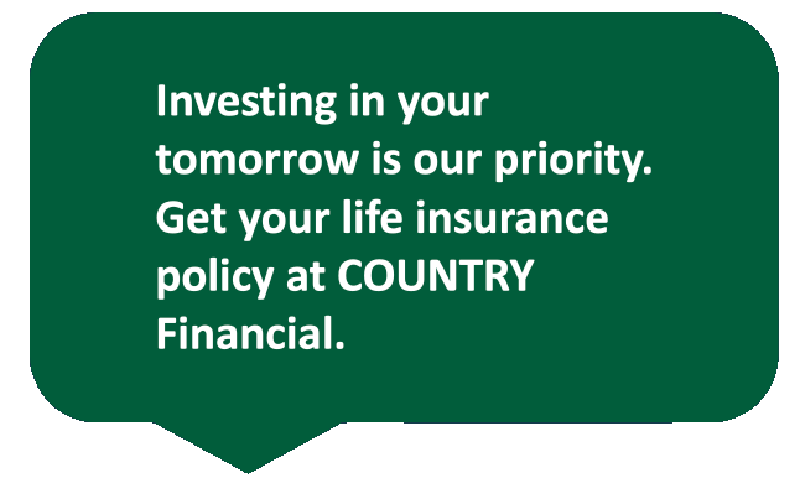 Investing in your
tomorrow is our priority.
Get your life insurance
policy at COUNTRY
Financial.